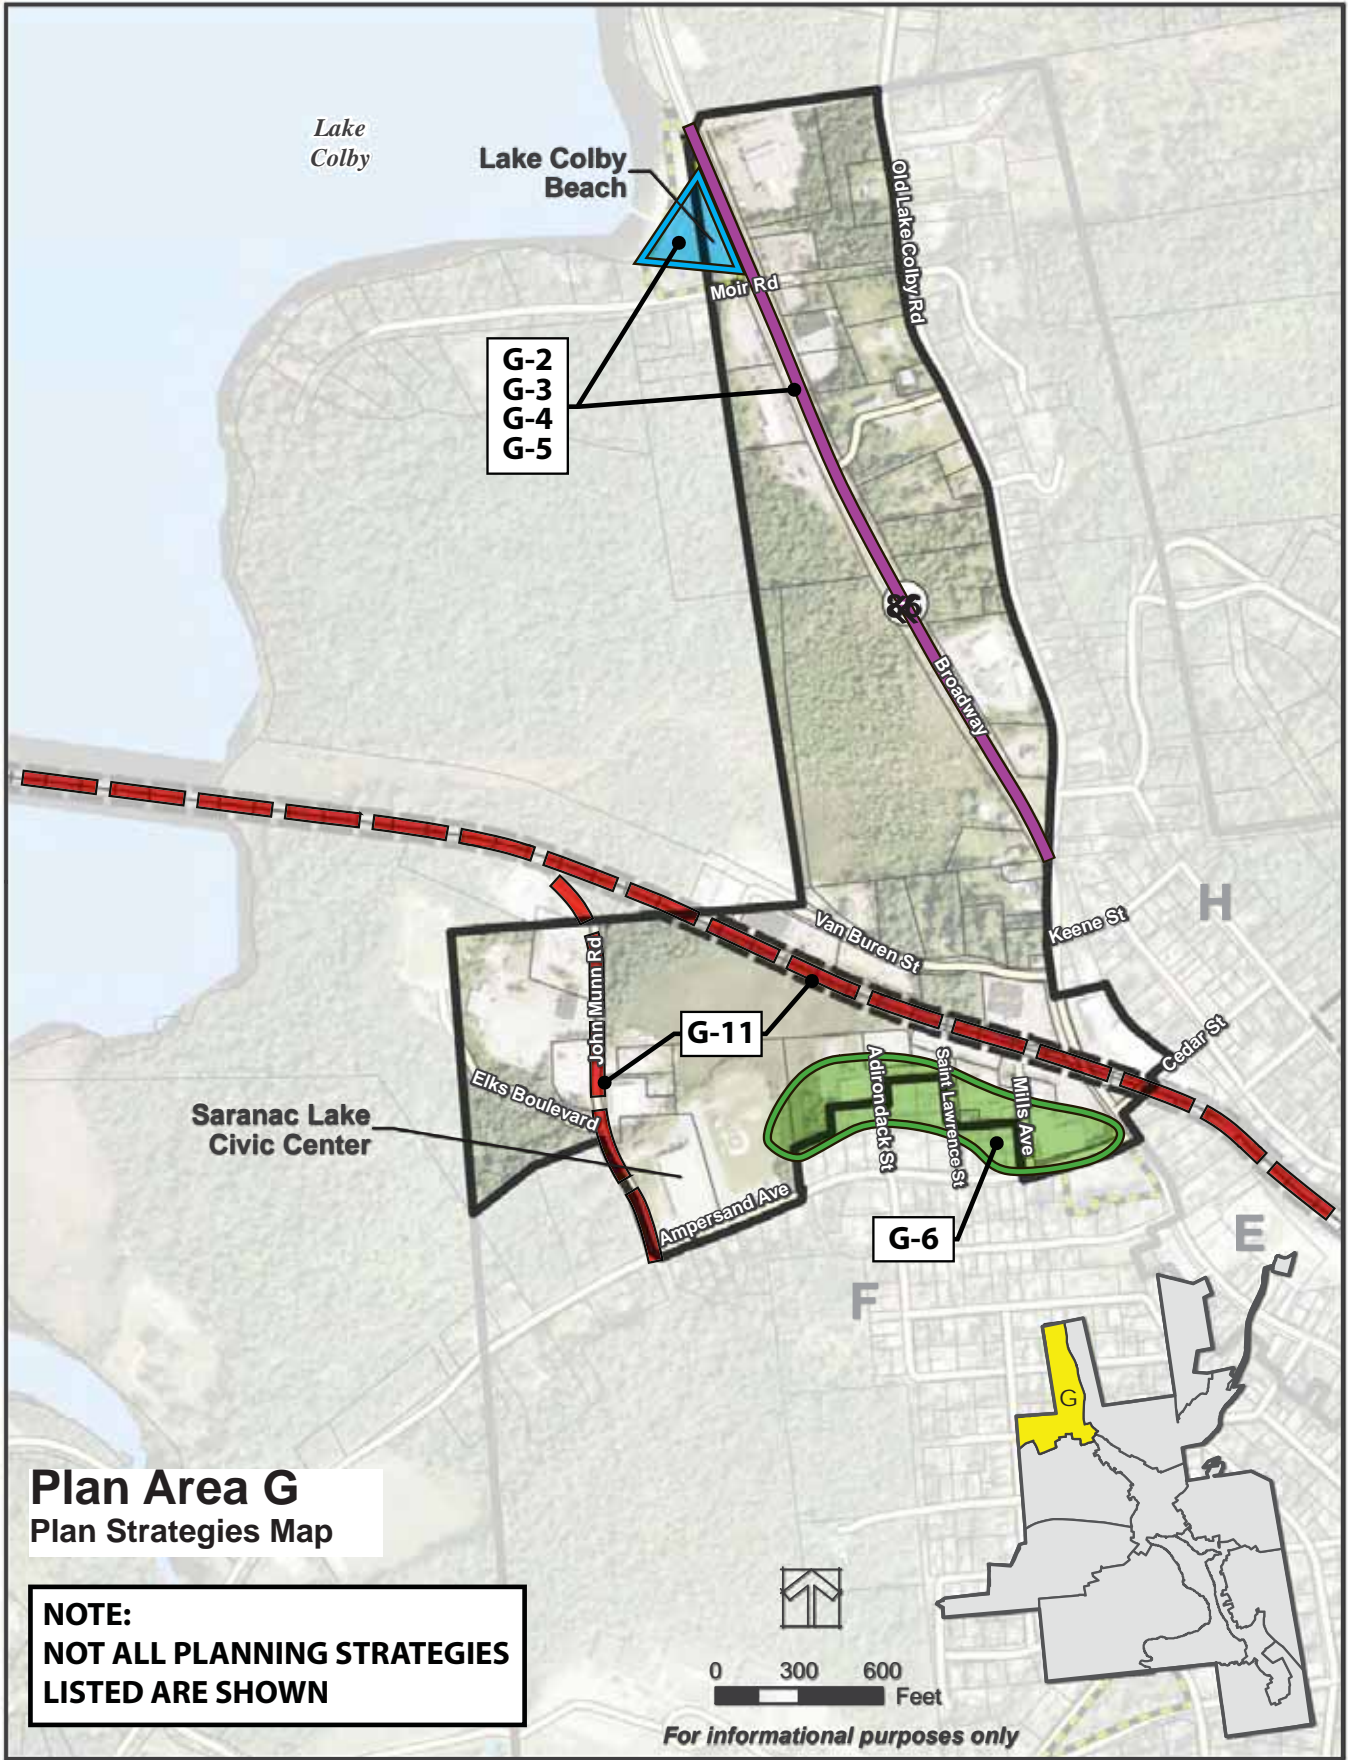 Lake
Colby
Lake Colby
Beach
Old Lake Colby Rd
Moir Rd
G-2
G-3
G-4
G-5
86
Broadway
H
Keene St
Van Buren St
John Munn Rd
G-11
Cedar St
Elks Boulevard
Adirondack St
Saint Lawrence St
Mills Ave
Saranac Lake
Civic Center
Ampersand Ave
G-6
E
F
G
Plan Area G
Plan Strategies Map
NOTE:
NOT ALL PLANNING STRATEGIES
LISTED ARE SHOWN
0 300 600
Feet
For informational purposes only